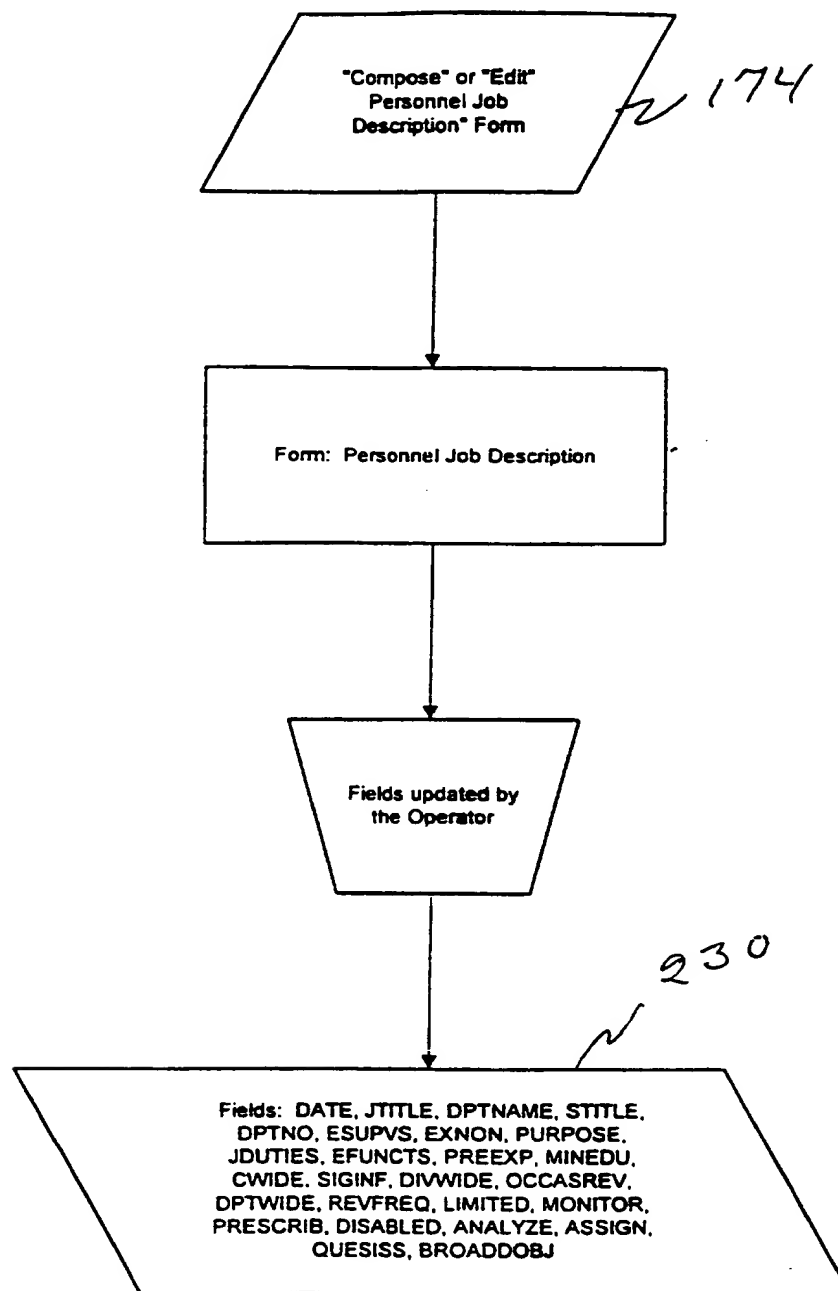 "Compose" or "Edit"
Personnel Job
Description" Form
174
Form: Personnel Job Description
Fields updated by
the Operator
230
Fields: DATE, JTITLE, DPTNAME, STITLE,
DPTNO, ESUPVS, EXNON, PURPOSE,
JDUTIES, EFUNCTS, PREEXP, MINEDU,
CWIDE, SIGINF, DIVWIDE, OCCASREV,
DPTWIDE, REVFREQ, LIMITED, MONITOR,
PRESCRIB, DISABLED, ANALYZE, ASSIGN,
QUESISS, BROADDOBJ